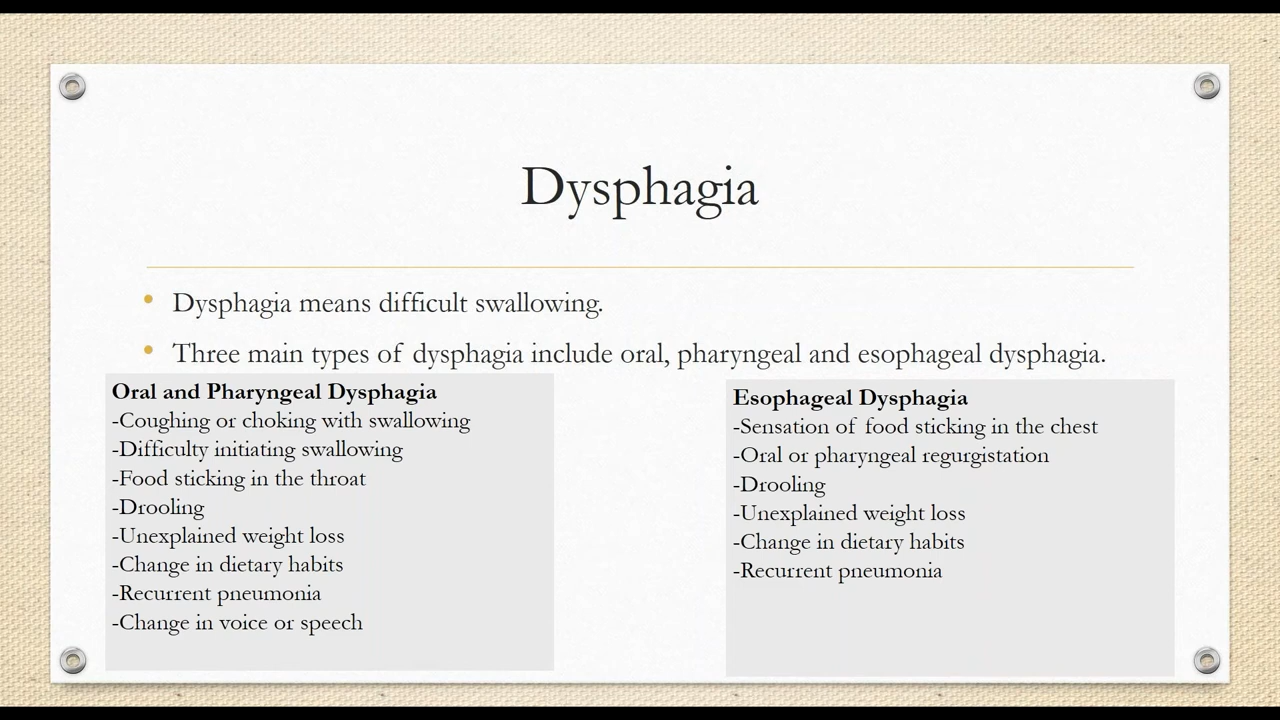 Dysphagia
• Dysphagia means difficult swallowing.
• Three main types of dysphagia include oral, pharyngeal and esophageal dysphagia.
Oral and Pharyngeal Dysphagia
-Coughing or choking with swallowing
-Difficulty initiating swallowing
-Food sticking in the throat
-Drooling
-Unexplained weight loss
-Change in dietary habits
-Recurrent pneumonia
-Change in voice or speech
Esophageal Dysphagia
-Sensation of food sticking in the chest
-Oral or pharyngeal regurgistation
-Drooling
-Unexplained weight loss
-Change in dietary habits
-Recurrent pneumonia